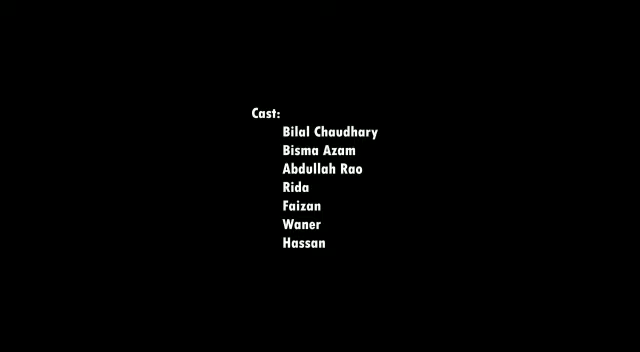 Cast:
Bilal Chaudhary
Bisma Azam
Abdullah Rao
Rida
Faizan
Waner
Hassan